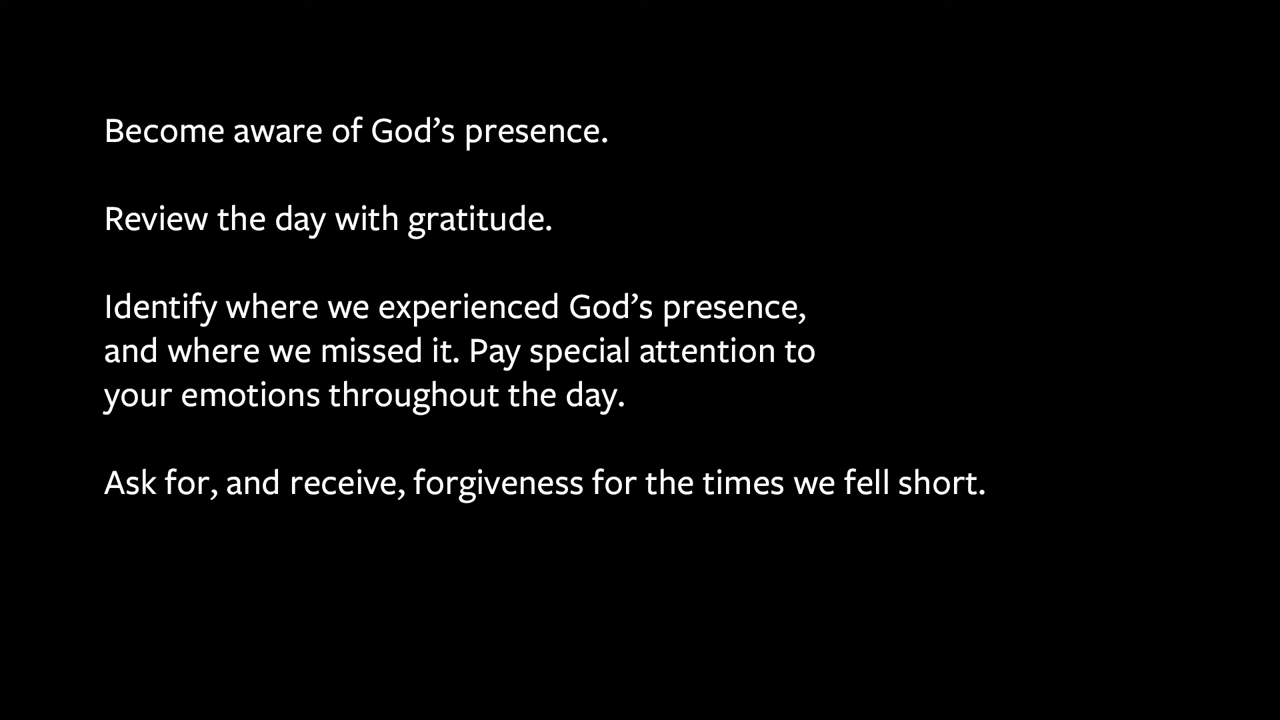 Become aware of God’s presence.
Review the day with gratitude.
Identify where we experienced God’s presence,
and where we missed it. Pay special attention to
your emotions throughout the day.
Ask for, and receive, forgiveness for the times we fell short.